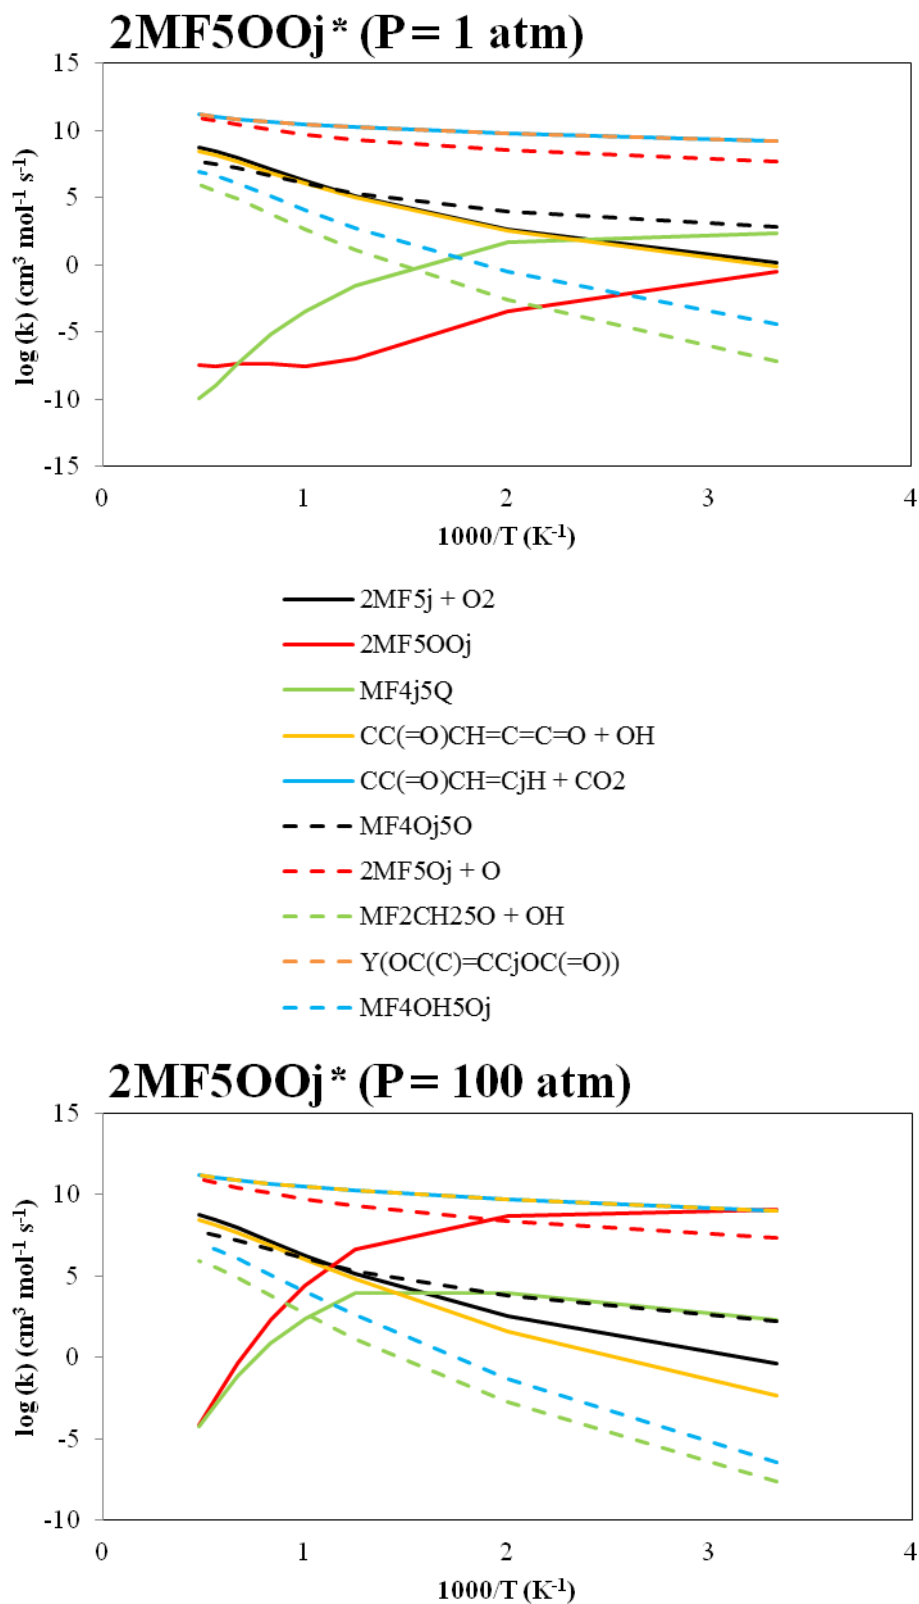 2MF5OOj* (P = 1 atm)
15
10
5
0
-5
-10
-15
log (k) (cm³ mol⁻¹ s⁻¹)
0 1 2 3 4
1000/T (K⁻¹)
2MF5j + O2
2MF5OOj
MF4j5Q
CC(=O)CH=C=C=O + OH
CC(=O)CH=CjH + CO2
MF4Oj5O
2MF5Oj + O
MF2CH25O + OH
Y(OC(C)=CCjOC(=O))
MF4OH5Oj
2MF5OOj* (P = 100 atm)
15
10
5
0
-5
-10
log (k) (cm³ mol⁻¹ s⁻¹)
0 1 2 3 4
1000/T (K⁻¹)